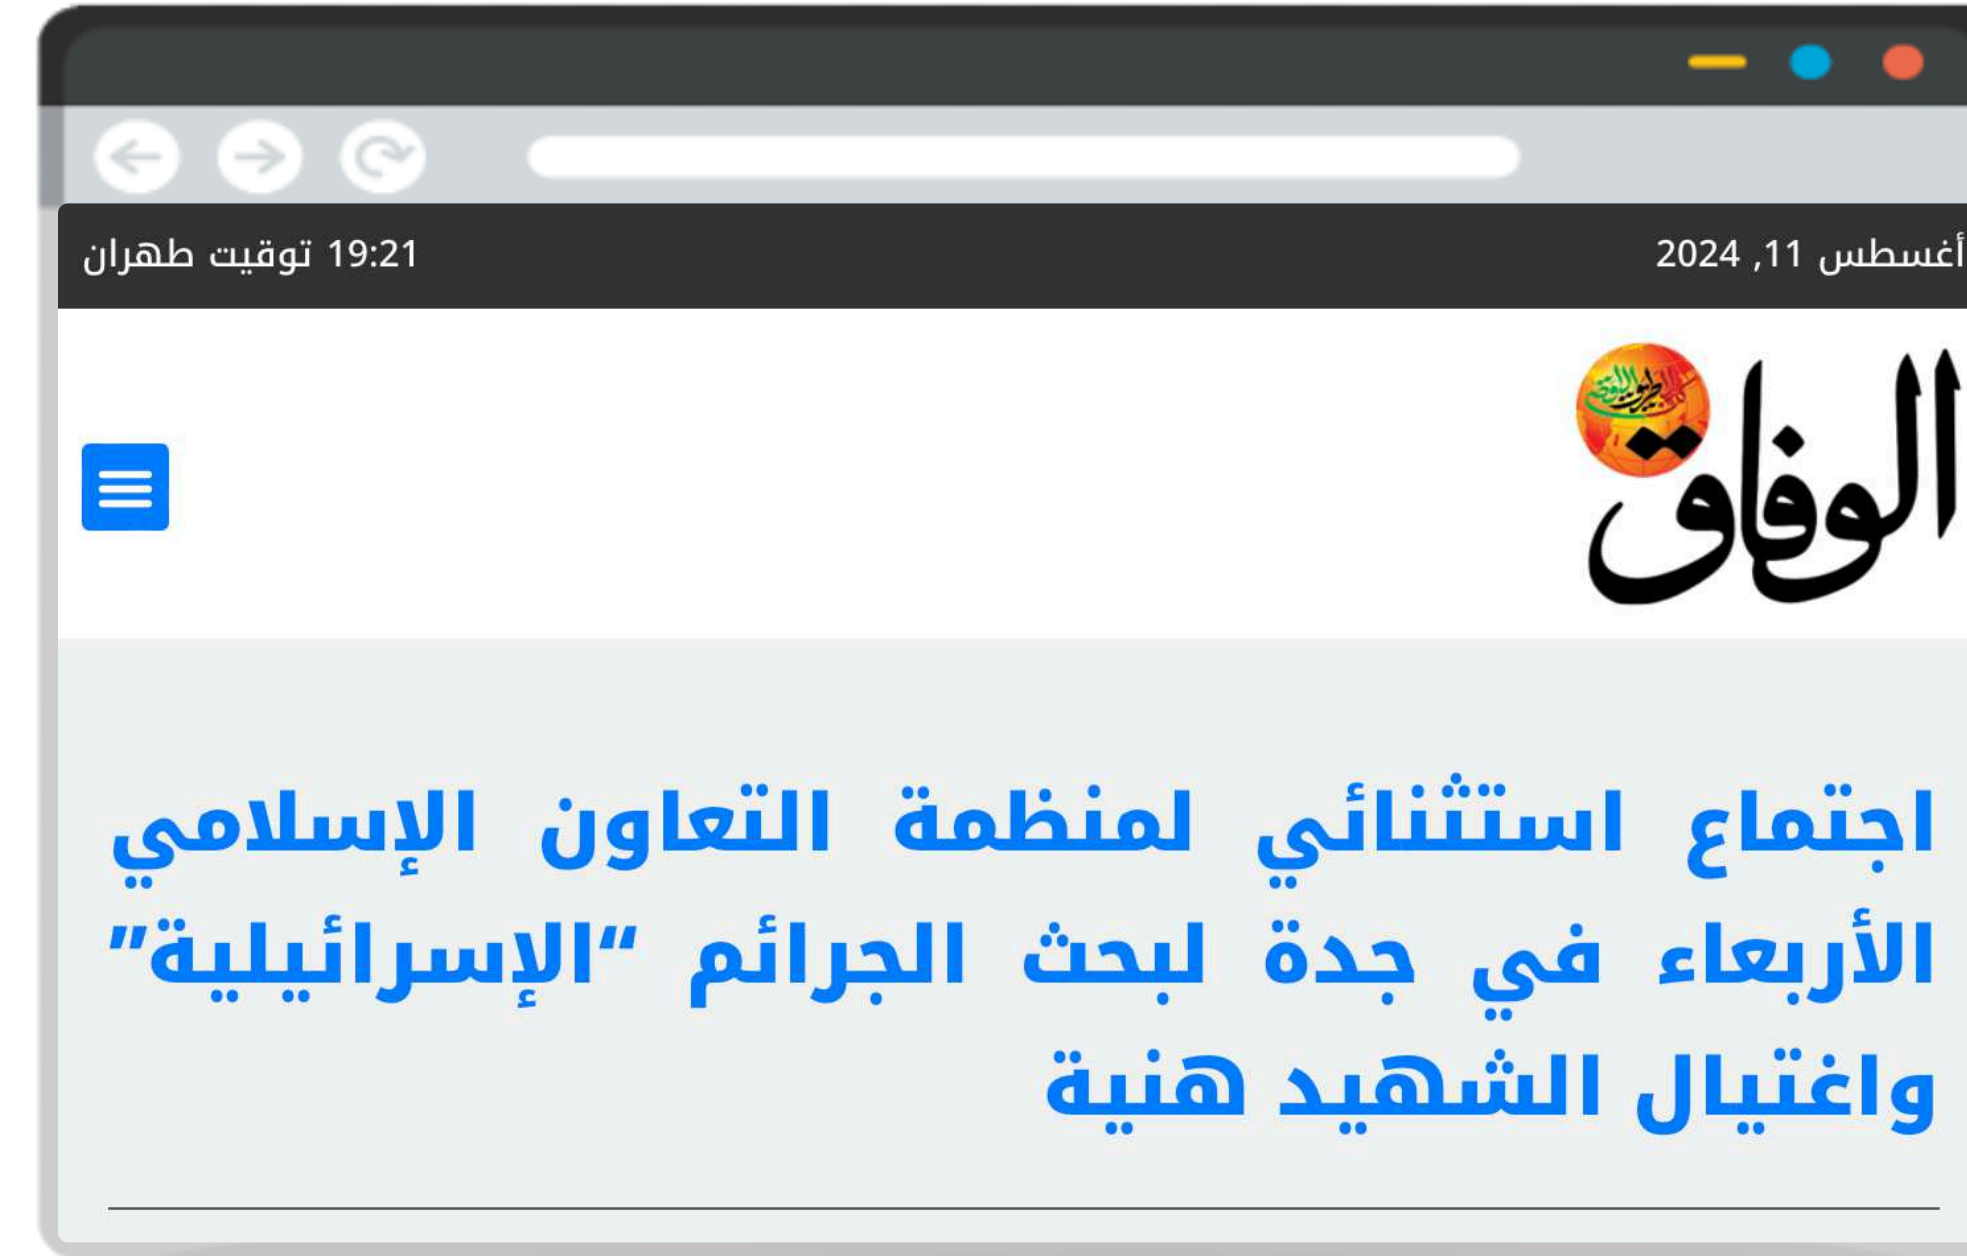 أغسطس 11, 2024
19:21 توقيت طهران
الوفاق
اجتماع استثنائي لمنظمة التعاون الإسلامي
الأربعاء في جدة لبحث الجرائم “الإسرائيلية”
واغتيال الشهيد هنية